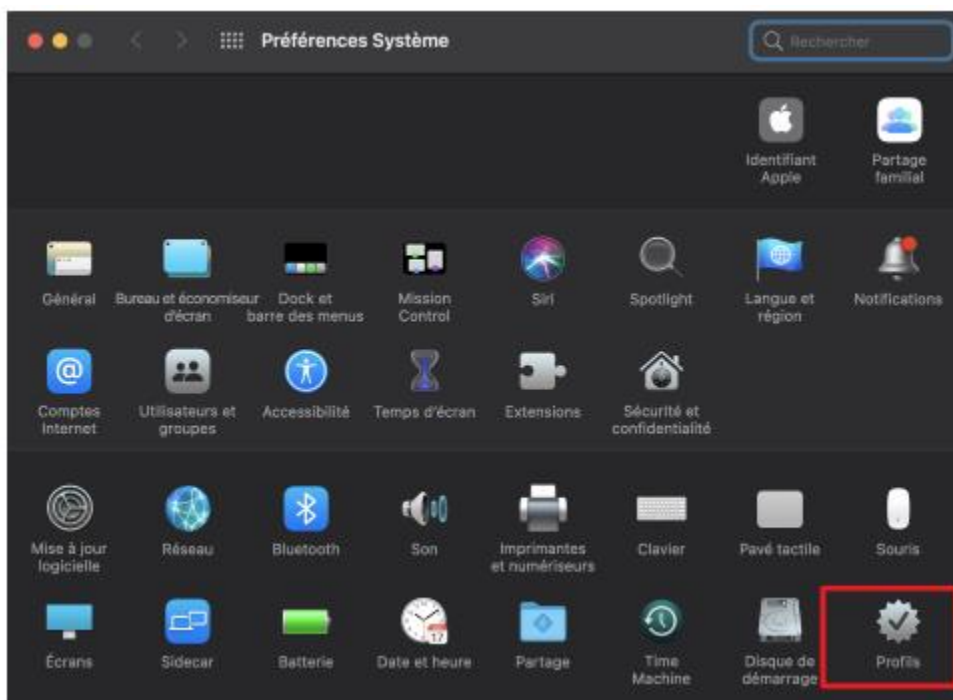 Préférences Système
Rechercher
Identifiant
Apple
Partage
familial
Général
Bureau et économiseur
d'écran
Dock et
barre des menus
Mission
Control
Siri
Spotlight
Langue et
région
Notifications
Comptes
Internet
Utilisateurs et
groupes
Accessibilité
Temps d'écran
Extensions
Sécurité et
confidentialité
Mise à jour
logicielle
Réseau
Bluetooth
Son
Imprimantes
et numériseurs
Clavier
Pavé tactile
Souris
Écrans
Sidecar
Batterie
17
Date et heure
Partage
Time
Machine
Disque de
démarrage
Profils